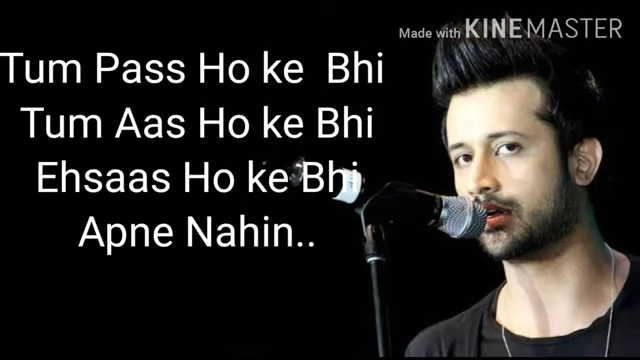 Made with KINEMASTER
Tum Pass Ho ke Bhi
Tum Aas Ho ke Bhi
Ehsaas Ho ke Bhi
Apne Nahin..